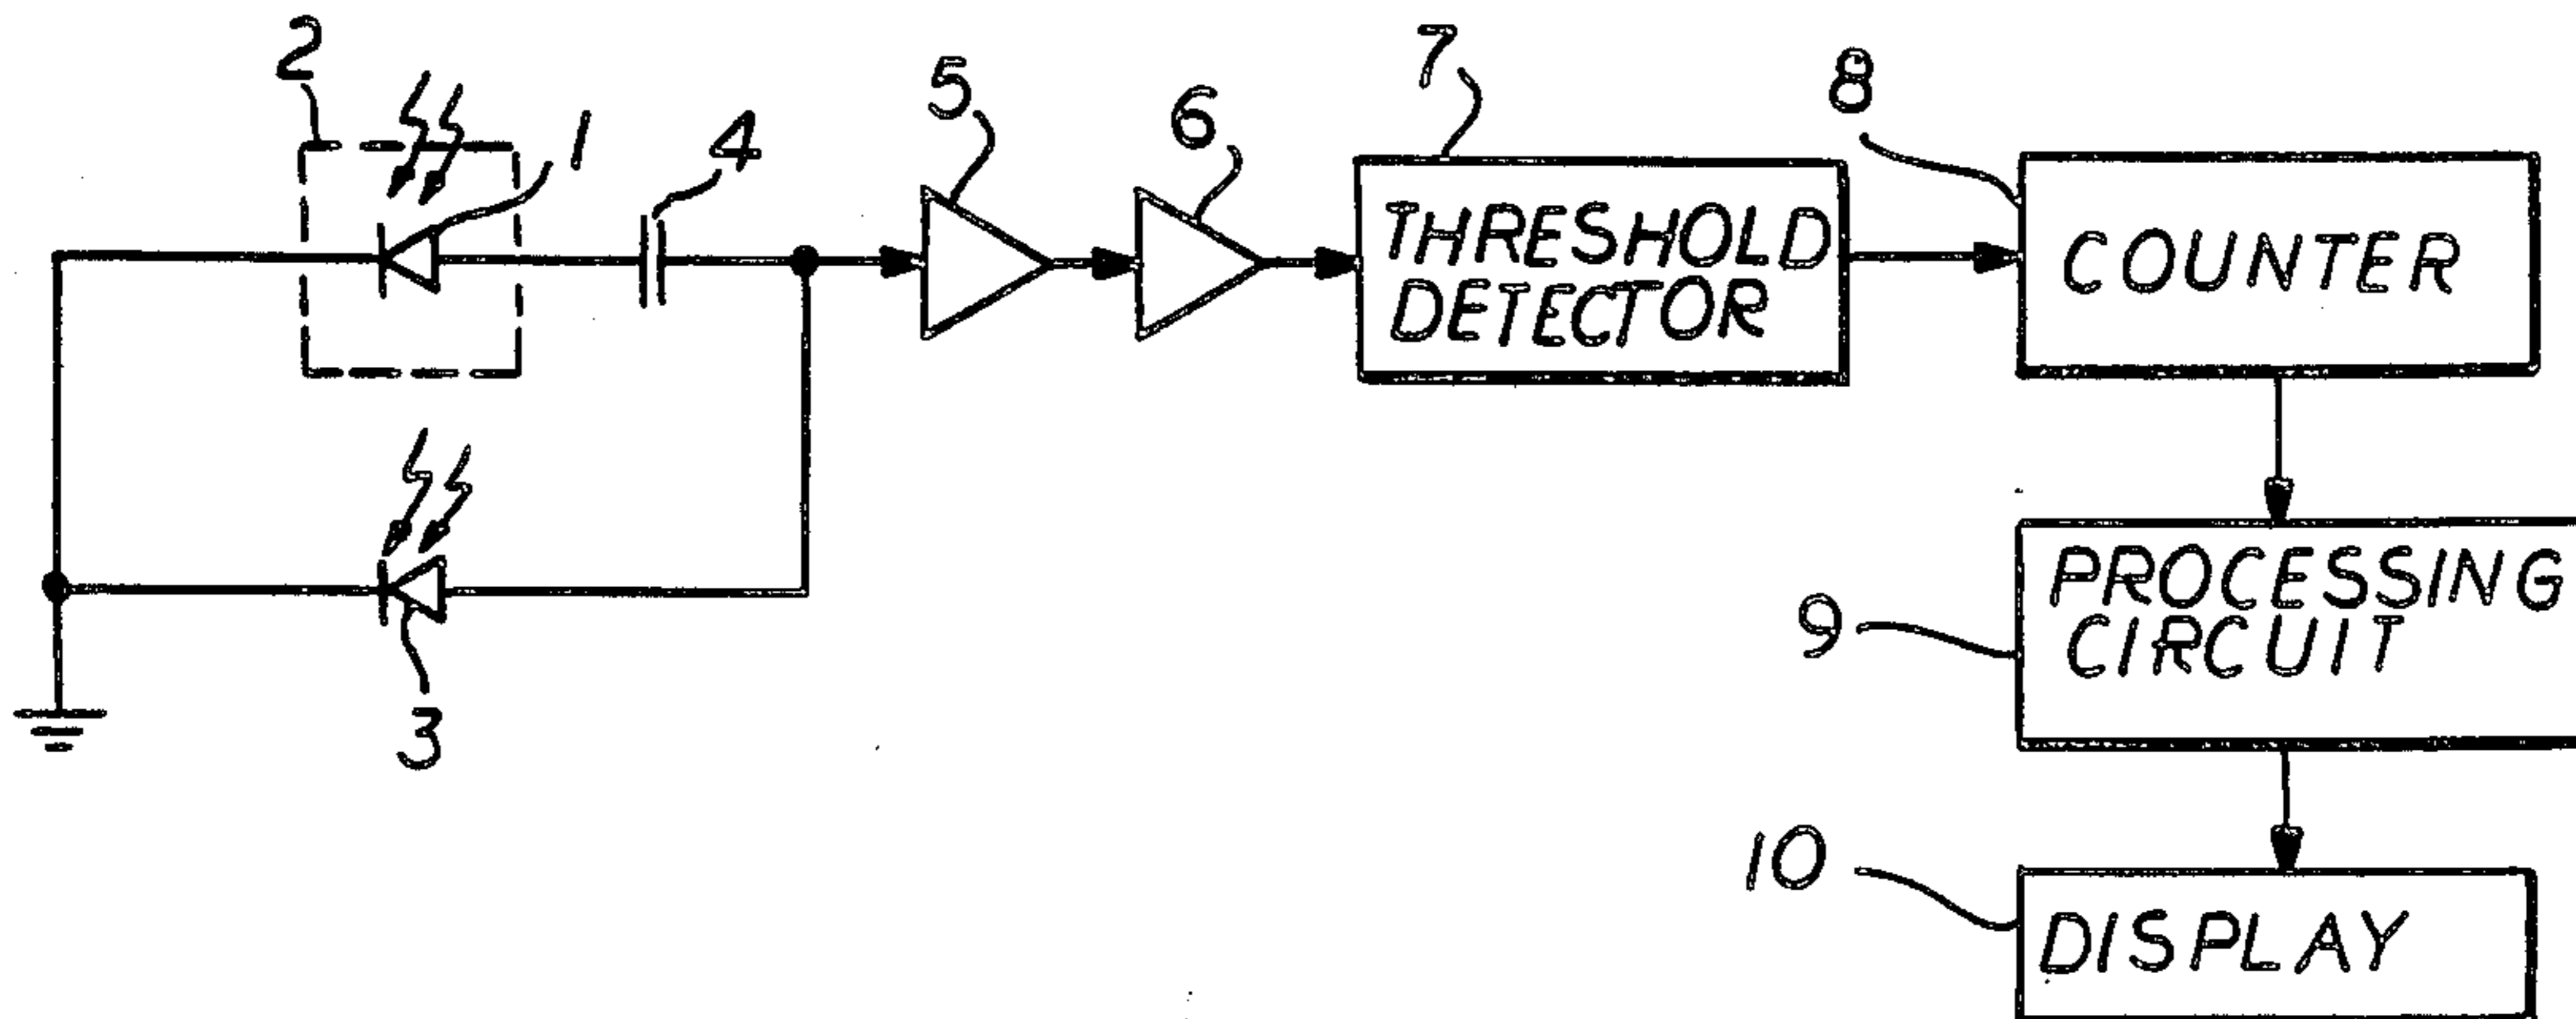 2
1
4
5
6
7
8
THRESHOLD
DETECTOR
COUNTER
3
9
PROCESSING
CIRCUIT
10
DISPLAY